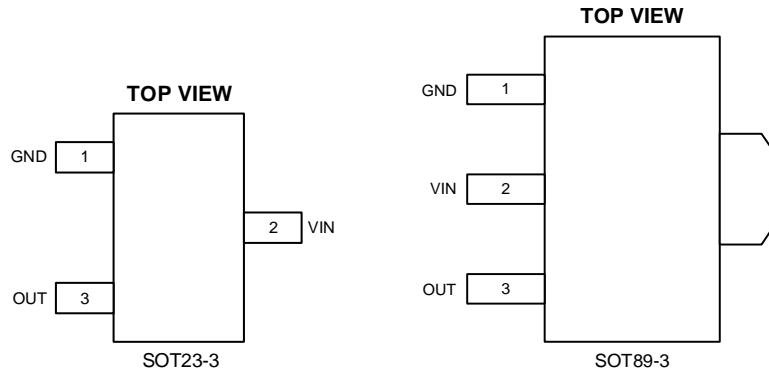 TOP VIEW
GND 1
2 VIN
OUT 3
SOT23-3
TOP VIEW
GND 1
VIN 2
OUT 3
SOT89-3